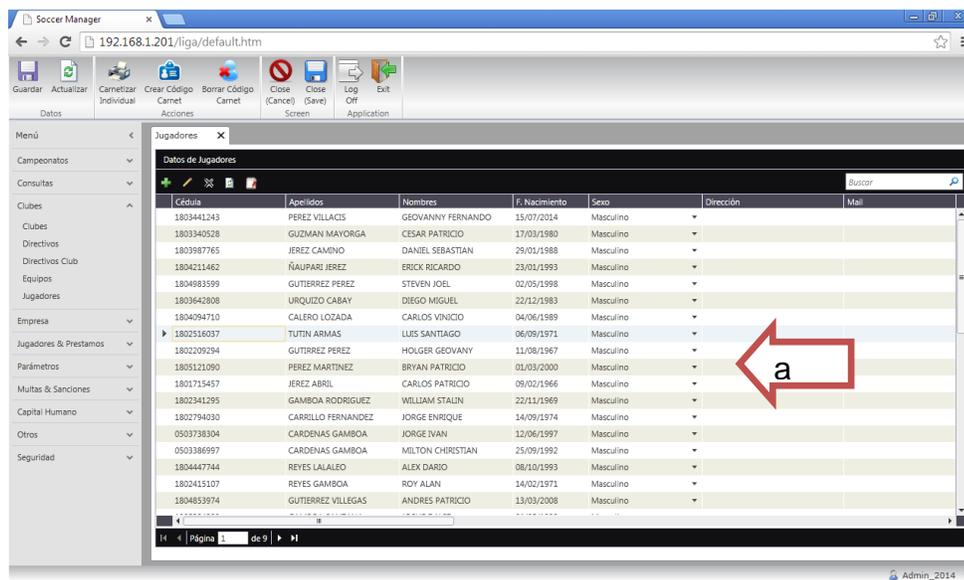 Soccer Manager
192.168.1.201/liga/default.htm
Guardar Actualizar Carnetizar Individual Crear Código Carnet Borrar Código Carnet Close (Cancel) Close (Save) Log Off Exit
Datos Acciones Screen Application
Menú
Campeonatos
Consultas
Clubes
Clubes
Directivos
Directivos Club
Equipos
Jugadores
Empresa
Jugadores & Prestamos
Parámetros
Multas & Sanciones
Capital Humano
Otros
Seguridad
Jugadores
Datos de Jugadores
Buscar
Cédula Apellidos Nombres F. Nacimiento Sexo Dirección Mail
1803441243 PEREZ VILLACIS GEOVANNY FERNANDO 15/07/2014 Masculino
1803340528 GUZMAN MAYORGA CESAR PATRICIO 17/03/1980 Masculino
1803987765 JEREZ CAMINO DANIEL SEBASTIAN 29/01/1988 Masculino
1804211462 ÑAUPARI JEREZ ERICK RICARDO 23/01/1993 Masculino
1804983599 GUTIERREZ PEREZ STEVEN JOEL 02/05/1998 Masculino
1803642808 URQUIZO CABAY DIEGO MIGUEL 22/12/1983 Masculino
1804094710 CALERO LOZADA CARLOS VINICIO 04/06/1989 Masculino
1802516037 TUTIN ARMAS LUIS SANTIAGO 06/09/1971 Masculino
1802209294 GUTIRREZ PEREZ HOLGER GEOVANY 11/08/1967 Masculino
1805121090 PEREZ MARTINEZ BRYAN PATRICIO 01/03/2000 Masculino
1801715457 JEREZ ABRIL CARLOS PATRICIO 09/02/1966 Masculino
1802341295 GAMBOA RODRIGUEZ WILLIAM STALIN 22/11/1969 Masculino
1802794030 CARRILLO FERNANDEZ JORGE ENRIQUE 14/09/1974 Masculino
0503738304 CARDENAS GAMBOA JORGE IVAN 12/06/1997 Masculino
0503386997 CARDENAS GAMBOA MILTON CHIRISTIAN 25/09/1992 Masculino
1804447744 REYES LALALEO ALEX DARIO 08/10/1993 Masculino
1802415107 REYES GAMBOA ROY ALAN 14/02/1971 Masculino
1804853974 GUTIERREZ VILLEGAS ANDRES PATRICIO 13/03/2008 Masculino
a
Página 1 de 9
Admin_2014